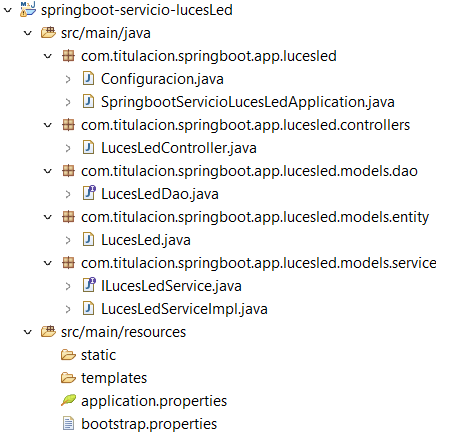 springboot-servicio-lucesLed
src/main/java
com.titulacion.springboot.app.lucesled
Configuracion.java
SpringbootServicioLucesLedApplication.java
com.titulacion.springboot.app.lucesled.controllers
LucesLedController.java
com.titulacion.springboot.app.lucesled.models.dao
LucesLedDao.java
com.titulacion.springboot.app.lucesled.models.entity
LucesLed.java
com.titulacion.springboot.app.lucesled.models.service
ILucesLedService.java
LucesLedServiceImpl.java
src/main/resources
static
templates
application.properties
bootstrap.properties